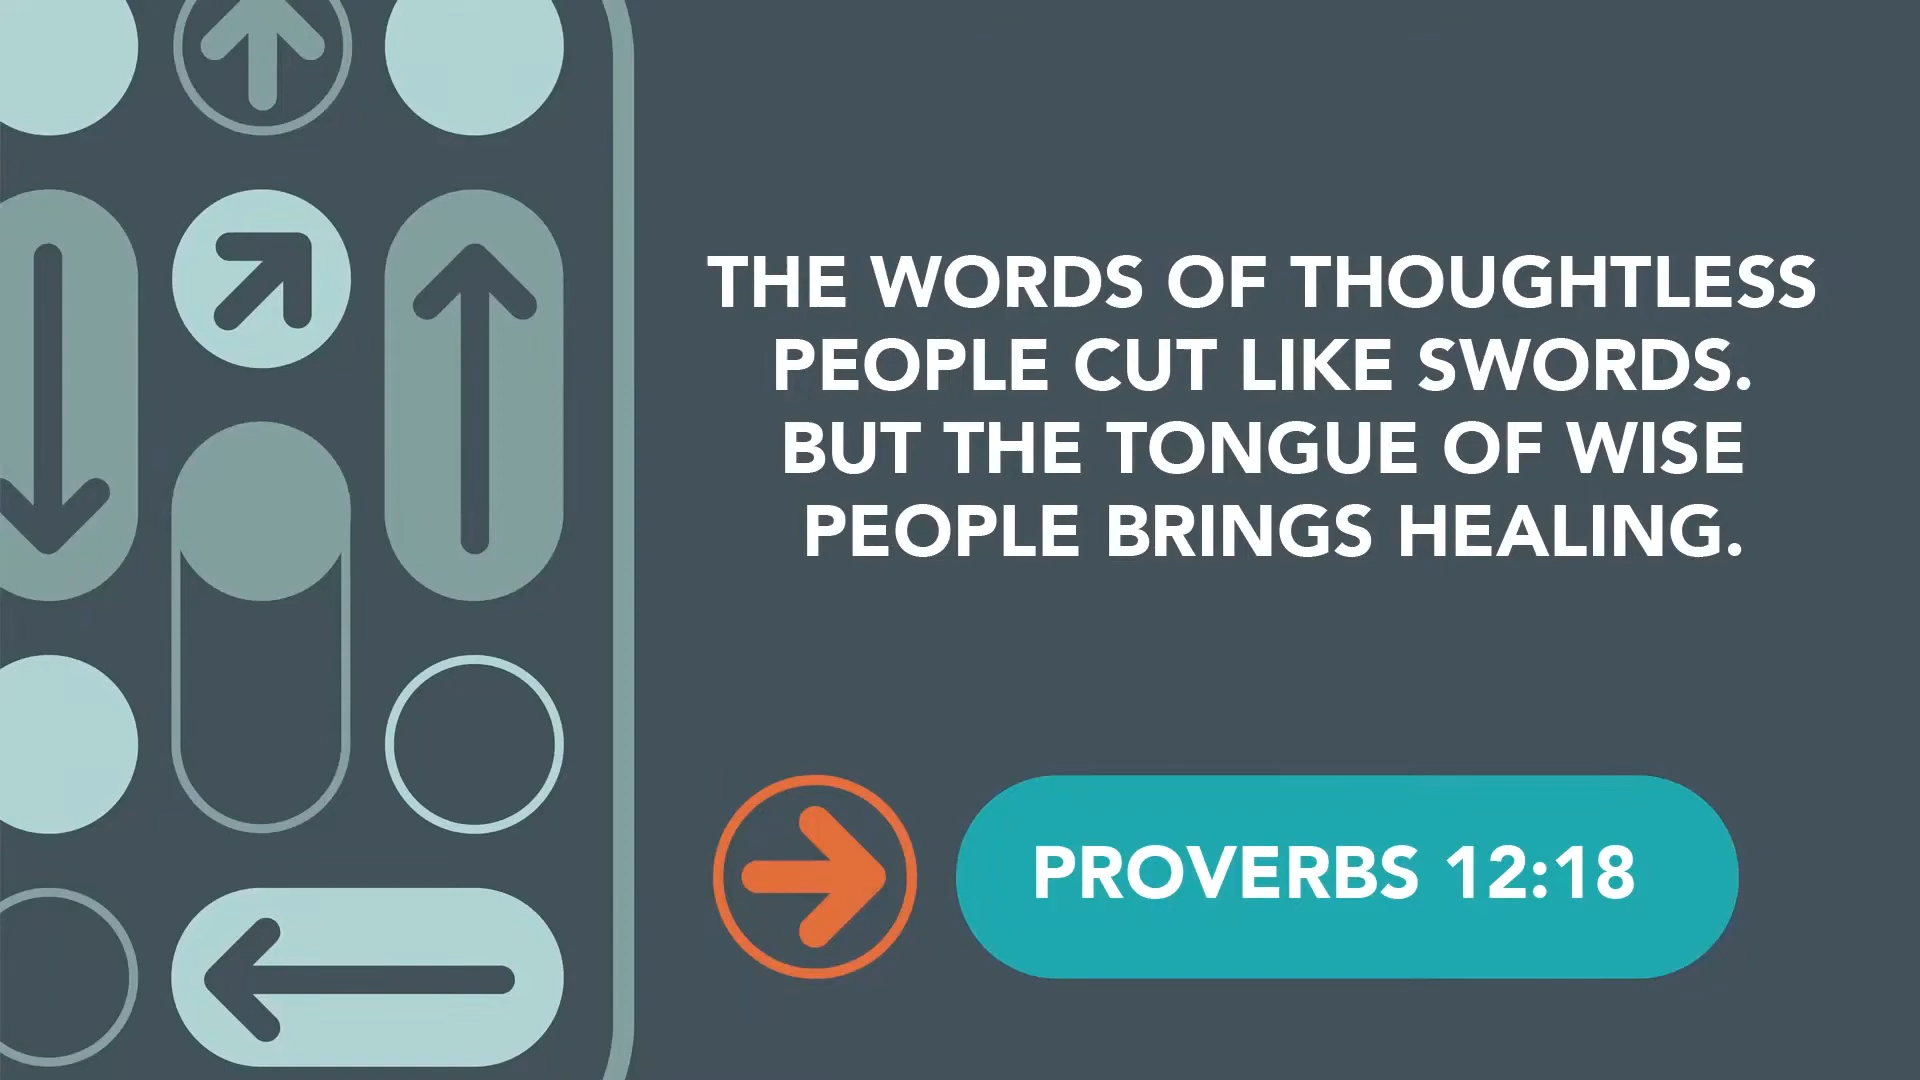 THE WORDS OF THOUGHTLESS
PEOPLE CUT LIKE SWORDS.
BUT THE TONGUE OF WISE
PEOPLE BRINGS HEALING.
PROVERBS 12:18